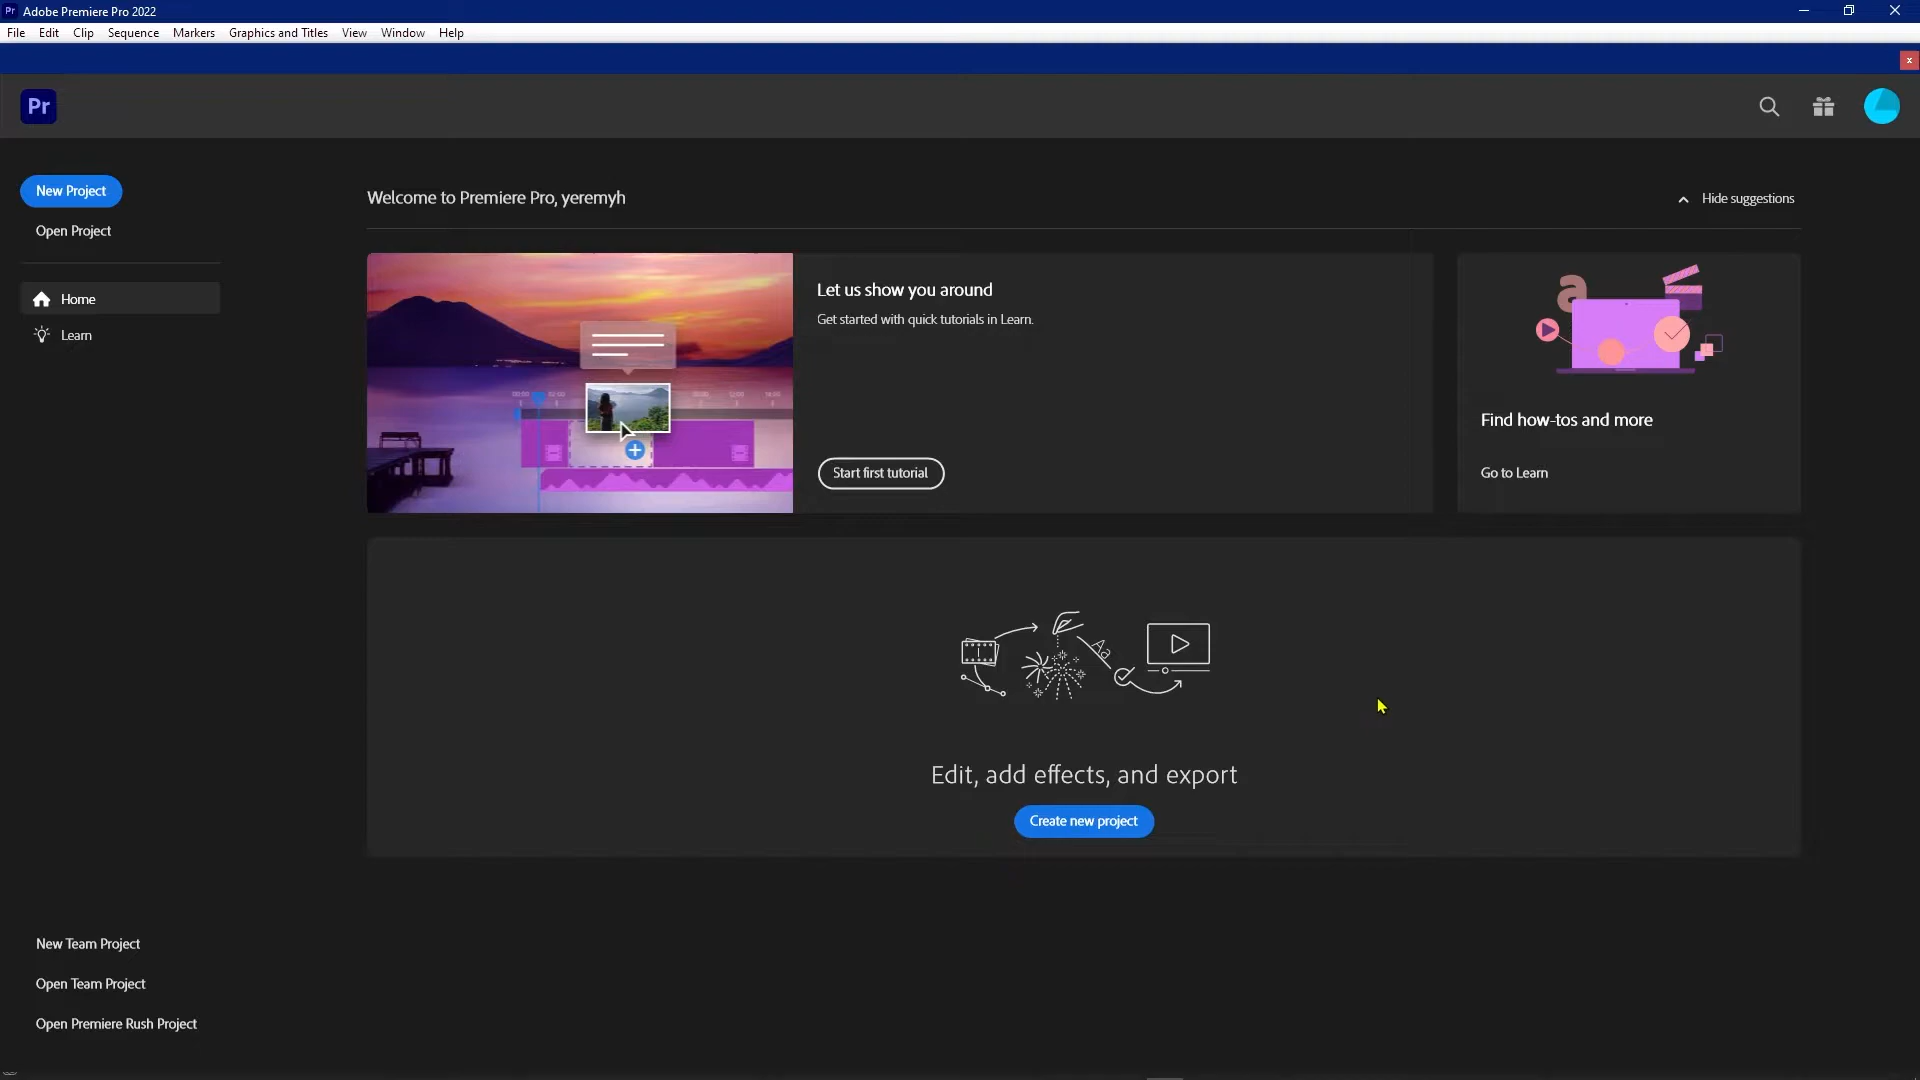 Pr Adobe Premiere Pro 2022
File Edit Clip Sequence Markers Graphics and Titles View Window Help
x
Pr
New Project
Open Project
Home
Learn
Welcome to Premiere Pro, yeremyh
Hide suggestions
Let us show you around
Get started with quick tutorials in Learn.
Start first tutorial
a
Find how-tos and more
Go to Learn
Aa
Edit, add effects, and export
Create new project
New Team Project
Open Team Project
Open Premiere Rush Project